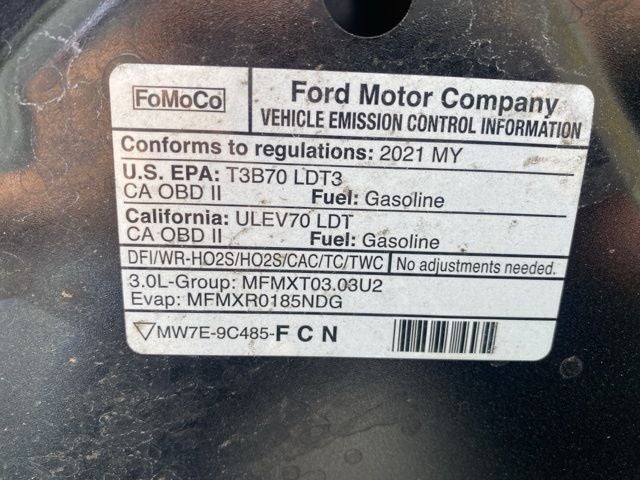 FoMoCo
Ford Motor Company
VEHICLE EMISSION CONTROL INFORMATION
Conforms to regulations: 2021 MY
U.S. EPA: T3B70 LDT3
CA OBD II Fuel: Gasoline
California: ULEV70 LDT
CA OBD II Fuel: Gasoline
DFI/WR-HO2S/HO2S/CAC/TC/TWC No adjustments needed.
3.0L-Group: MFMXT03.03U2
Evap: MFMXR0185NDG
MW7E-9C485-F C N